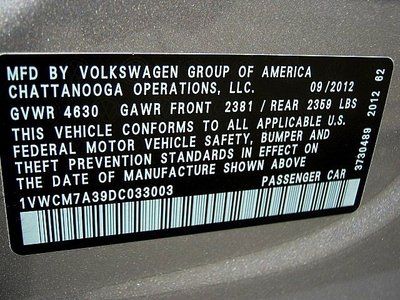 MFD BY VOLKSWAGEN GROUP OF AMERICA
CHATTANOOGA OPERATIONS, LLC. 09/2012
GVWR 4630 GAWR FRONT 2381 / REAR 2359 LBS
THIS VEHICLE CONFORMS TO ALL APPLICABLE U.S.
FEDERAL MOTOR VEHICLE SAFETY, BUMPER AND
THEFT PREVENTION STANDARDS IN EFFECT ON
THE DATE OF MANUFACTURE SHOWN ABOVE
1VWCM7A39DC033003 PASSENGER CAR
3730489 2012 62